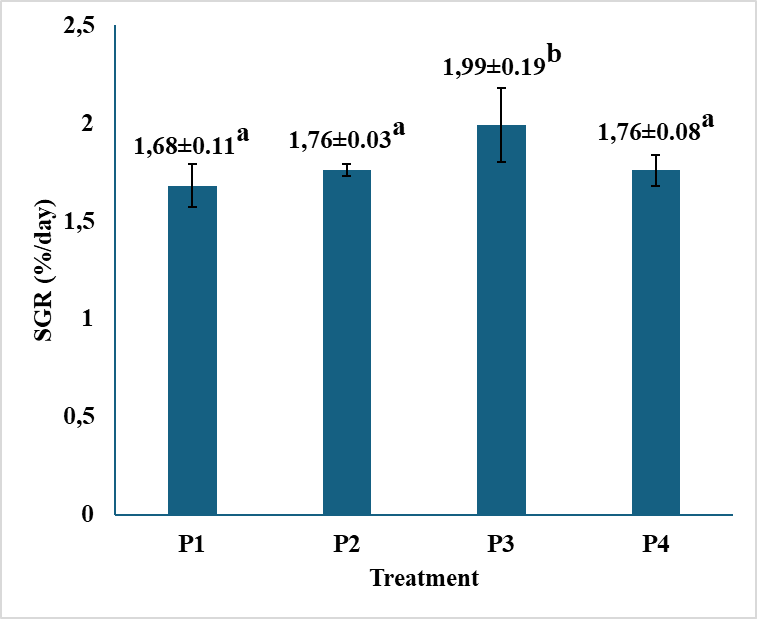 2,5
2
1,5
1
0,5
0
SGR (%/day)
1,68±0.11a
1,76±0.03a
1,99±0.19b
1,76±0.08a
P1 P2 P3 P4
Treatment